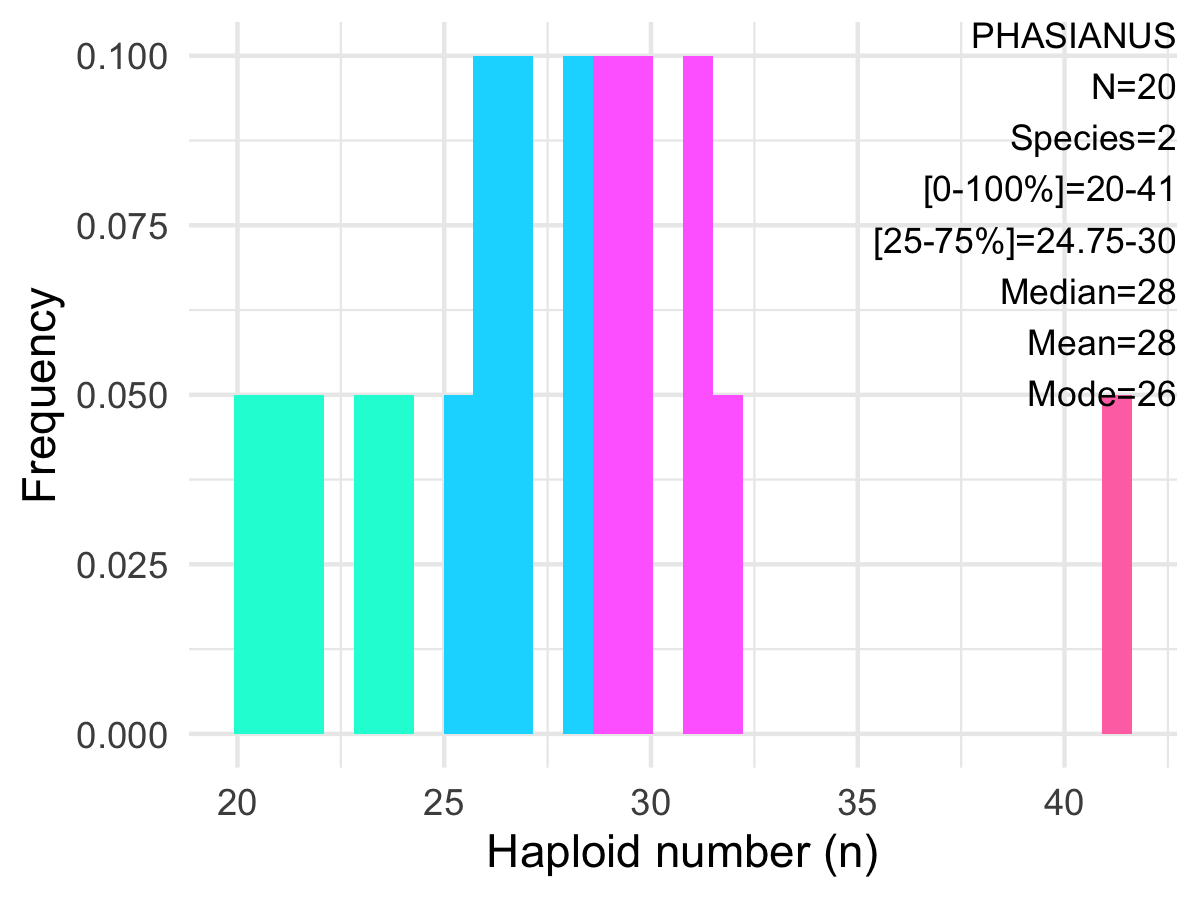 PHASIANUS
N=20
Species=2
[0-100%]=20-41
[25-75%]=24.75-30
Median=28
Mean=28
Mode=26
0.100
0.075
0.050
0.025
0.000
Frequency
20 25 30 35 40
Haploid number (n)